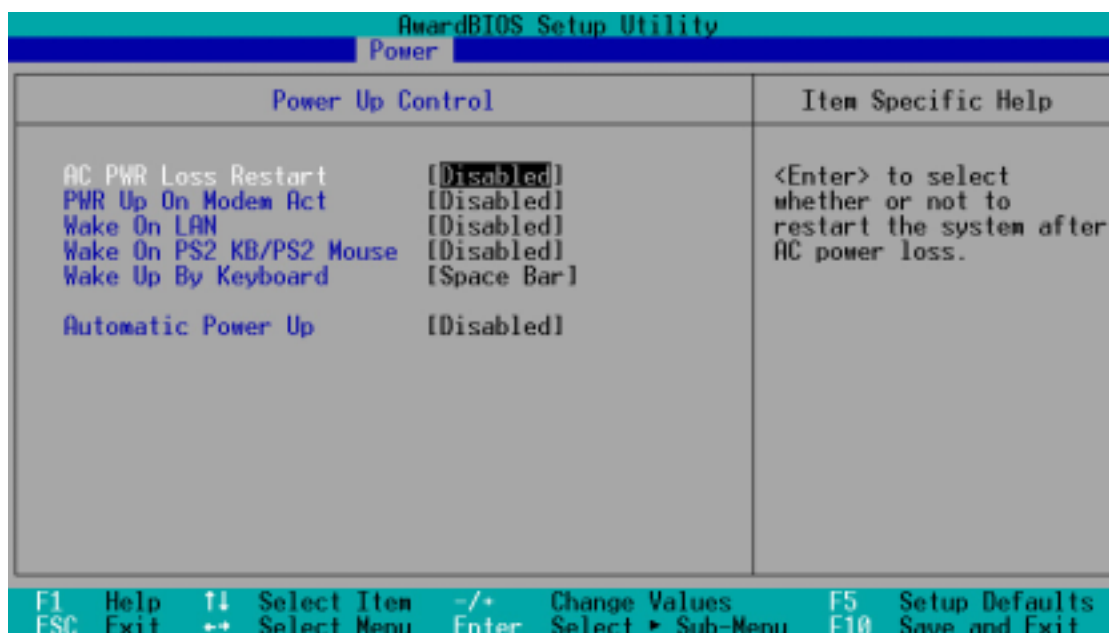 AwardBIOS Setup Utility
Power
Power Up Control
Item Specific Help
AC PWR Loss Restart [Disabled]
PWR Up On Modem Act [Disabled]
Wake On LAN [Disabled]
Wake On PS2 KB/PS2 Mouse [Disabled]
Wake Up By Keyboard [Space Bar]
Automatic Power Up [Disabled]
<Enter> to select
whether or not to
restart the system after
AC power loss.
F1 Help ↑↓ Select Item -/+ Change Values F5 Setup Defaults
ESC Exit ←→ Select Menu Enter Select ► Sub-Menu F10 Save and Exit